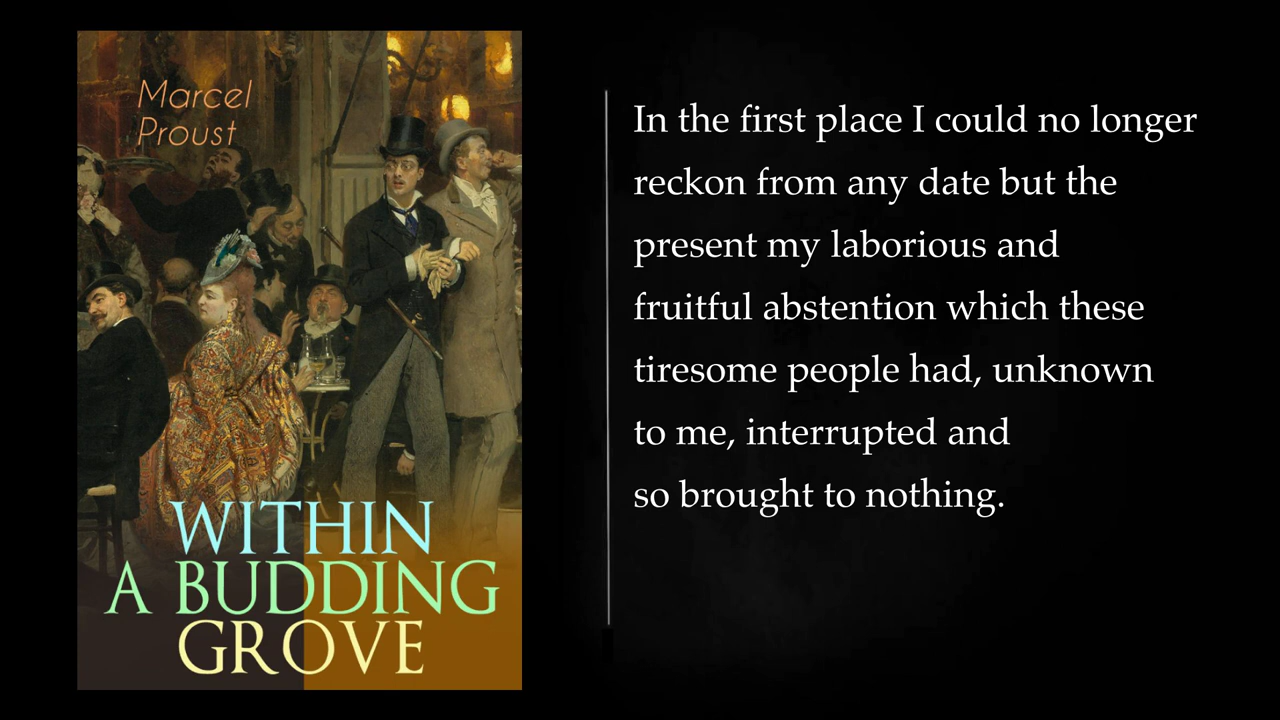 Marcel
Proust
WITHIN
A BUDDING
GROVE
In the first place I could no longer
reckon from any date but the
present my laborious and
fruitful abstention which these
tiresome people had, unknown
to me, interrupted and
so brought to nothing.